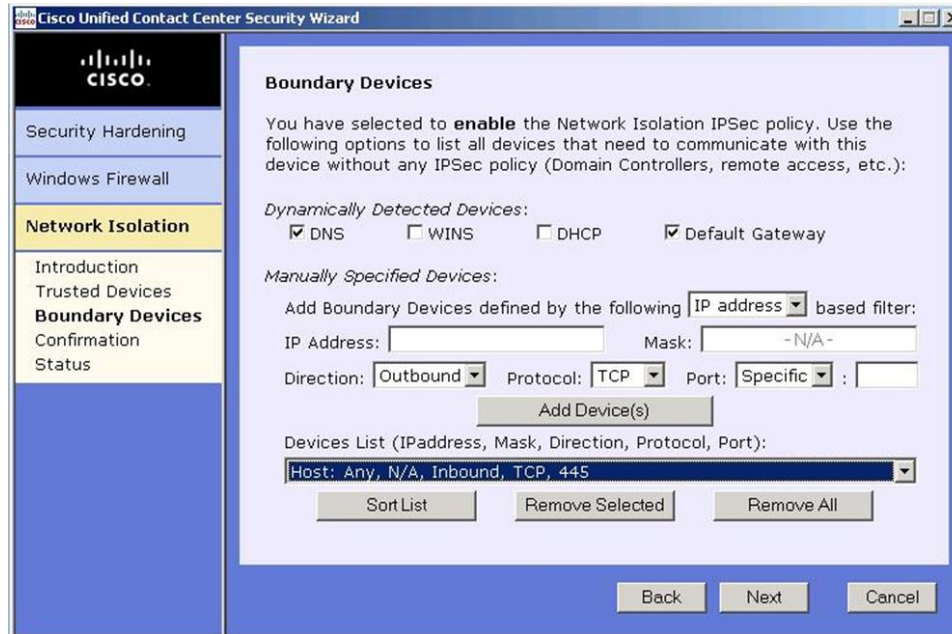 Cisco Unified Contact Center Security Wizard
CISCO
Security Hardening
Windows Firewall
Network Isolation
Introduction
Trusted Devices
Boundary Devices
Confirmation
Status
Boundary Devices
You have selected to enable the Network Isolation IPSec policy. Use the
following options to list all devices that need to communicate with this
device without any IPSec policy (Domain Controllers, remote access, etc.):
Dynamically Detected Devices:
DNS WINS DHCP Default Gateway
Manually Specified Devices:
Add Boundary Devices defined by the following IP address based filter:
IP Address: Mask: -N/A-
Direction: Outbound Protocol: TCP Port: Specific :
Add Device(s)
Devices List (IPaddress, Mask, Direction, Protocol, Port):
Host: Any, N/A, Inbound, TCP, 445
Sort List Remove Selected Remove All
Back Next Cancel